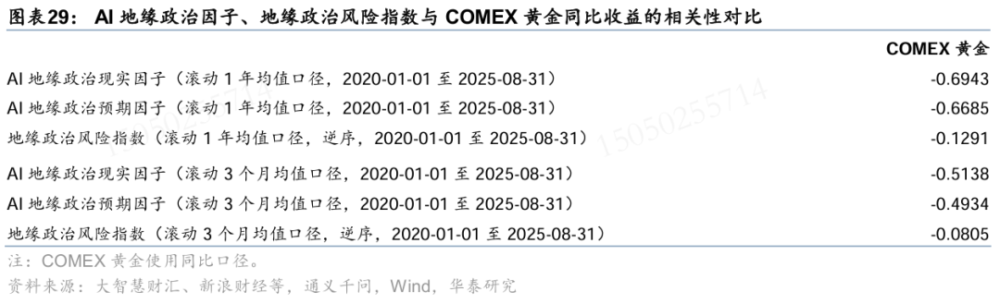 图表29： AI 地缘政治因子、地缘政治风险指数与 COMEX 黄金同比收益的相关性对比
COMEX 黄金
AI 地缘政治现实因子（滚动 1 年均值口径，2020-01-01 至 2025-08-31） -0.6943
AI 地缘政治预期因子（滚动 1 年均值口径，2020-01-01 至 2025-08-31） -0.6685
地缘政治风险指数（滚动 1 年均值口径，逆序，2020-01-01 至 2025-08-31） -0.1291
AI 地缘政治现实因子（滚动 3 个月均值口径，2020-01-01 至 2025-08-31） -0.5138
AI 地缘政治预期因子（滚动 3 个月均值口径，2020-01-01 至 2025-08-31） -0.4934
地缘政治风险指数（滚动 3 个月均值口径，逆序，2020-01-01 至 2025-08-31） -0.0805
注：COMEX 黄金使用同比口径。
资料来源：大智慧财汇、新浪财经等，通义千问，Wind，华泰研究
15050255714
15050255714